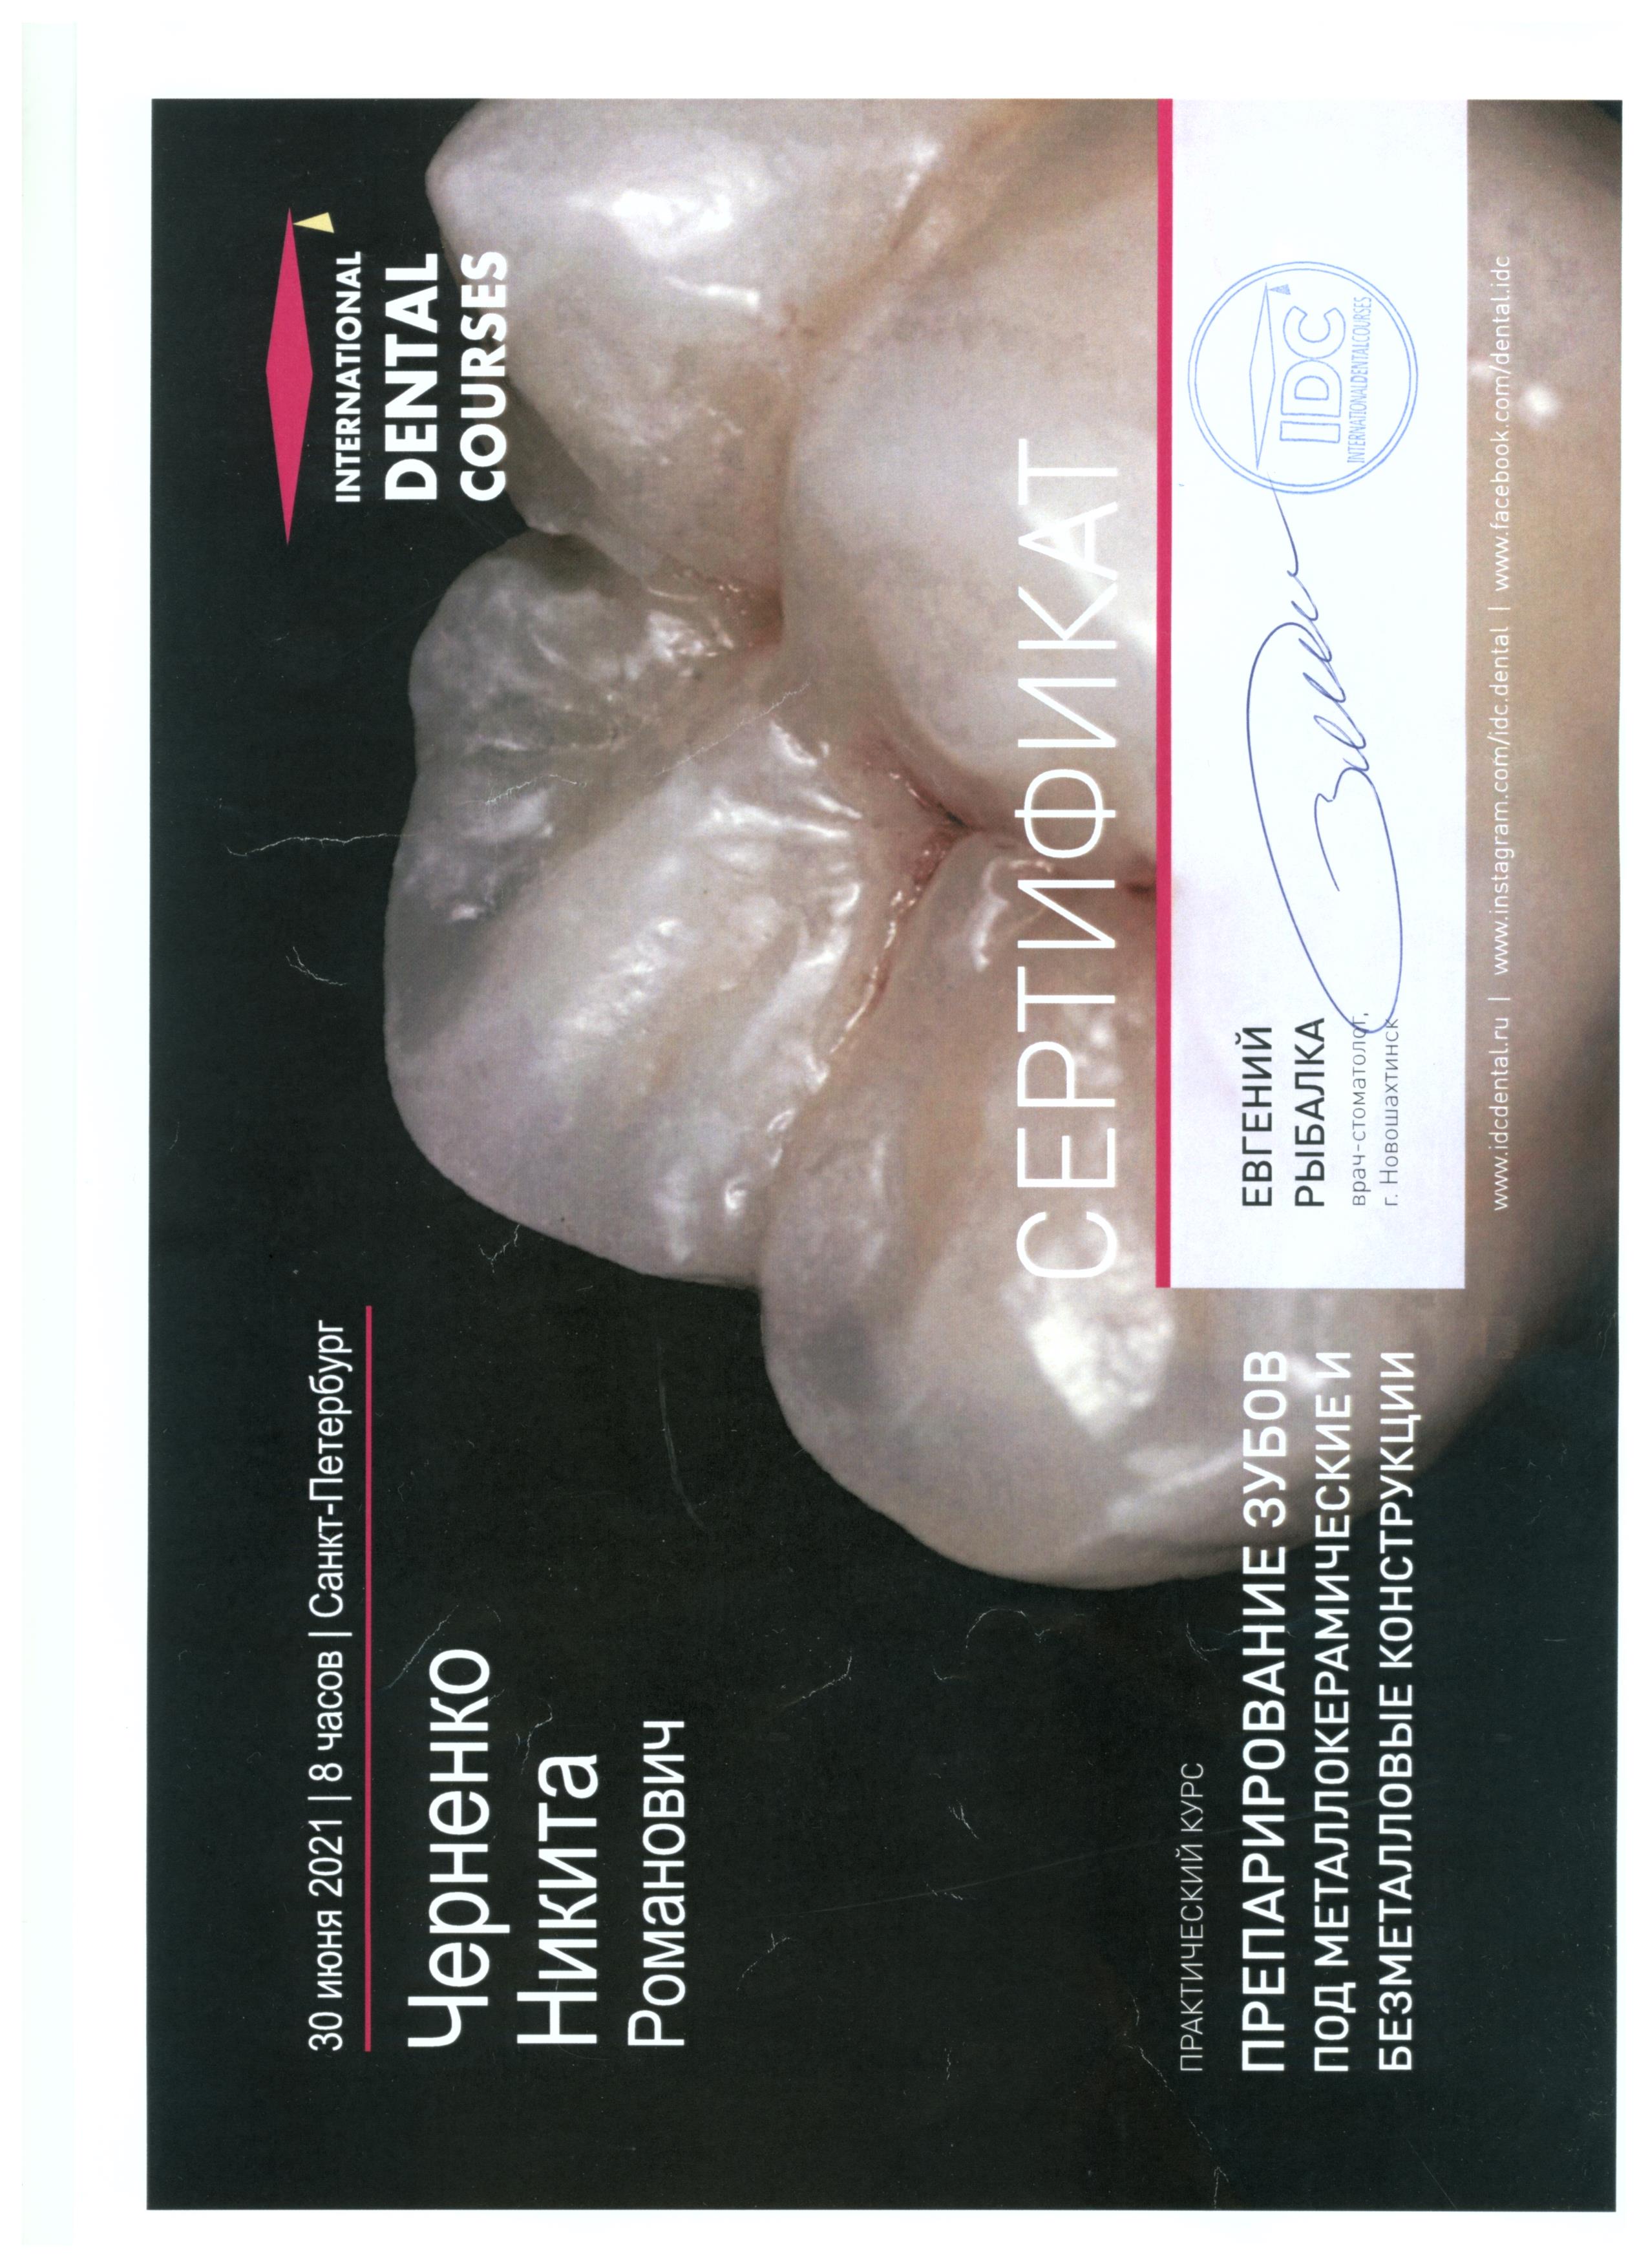 30 июня 2021 | 8 часов | Санкт-Петербург
Черненко
Никита
Романович
INTERNATIONAL
DENTAL
COURSES
СЕРТИФИКАТ
ПРАКТИЧЕСКИЙ КУРС
ПРЕПАРИРОВАНИЕ ЗУБОВ
ПОД МЕТАЛЛОКЕРАМИЧЕСКИЕ И
БЕЗМЕТАЛЛОВЫЕ КОНСТРУКЦИИ
ЕВГЕНИЙ
РЫБАЛКА
врач-стоматолог,
г. Новошахтинск
IDC
INTERNATIONALDENTALCOURSES
www.idcdental.ru | www.instagram.com/idc.dental | www.facebook.com/dental.idc